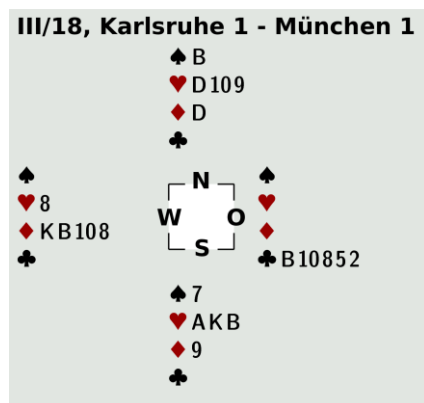 III/18, Karlsruhe 1 - München 1
♠ B
♥ D109
♦ D
♣
♠
♥ 8
♦ KB108
♣
N
W O
S
♠
♥
♦
♣ B10852
♠ 7
♥ AKB
♦ 9
♣